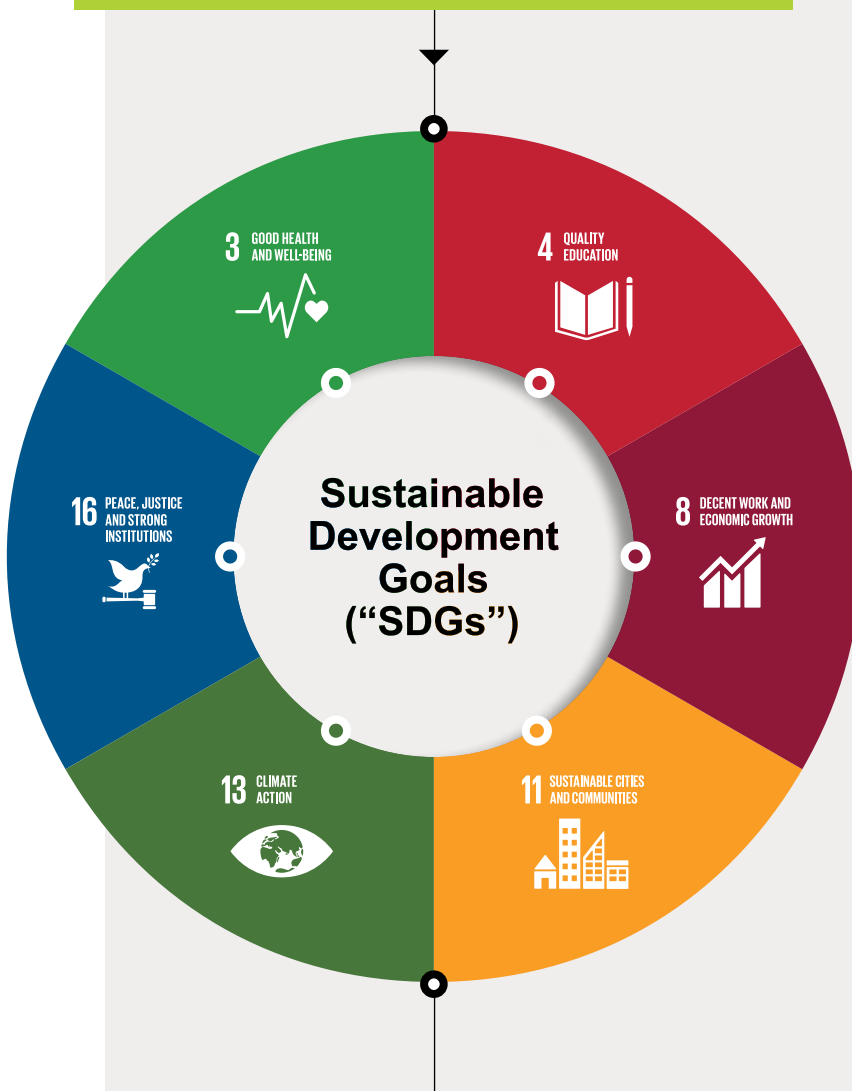 3 GOOD HEALTH
AND WELL-BEING
4 QUALITY
EDUCATION
16 PEACE, JUSTICE
AND STRONG
INSTITUTIONS
Sustainable
Development
Goals
(“SDGs”)
8 DECENT WORK AND
ECONOMIC GROWTH
13 CLIMATE
ACTION
11 SUSTAINABLE CITIES
AND COMMUNITIES